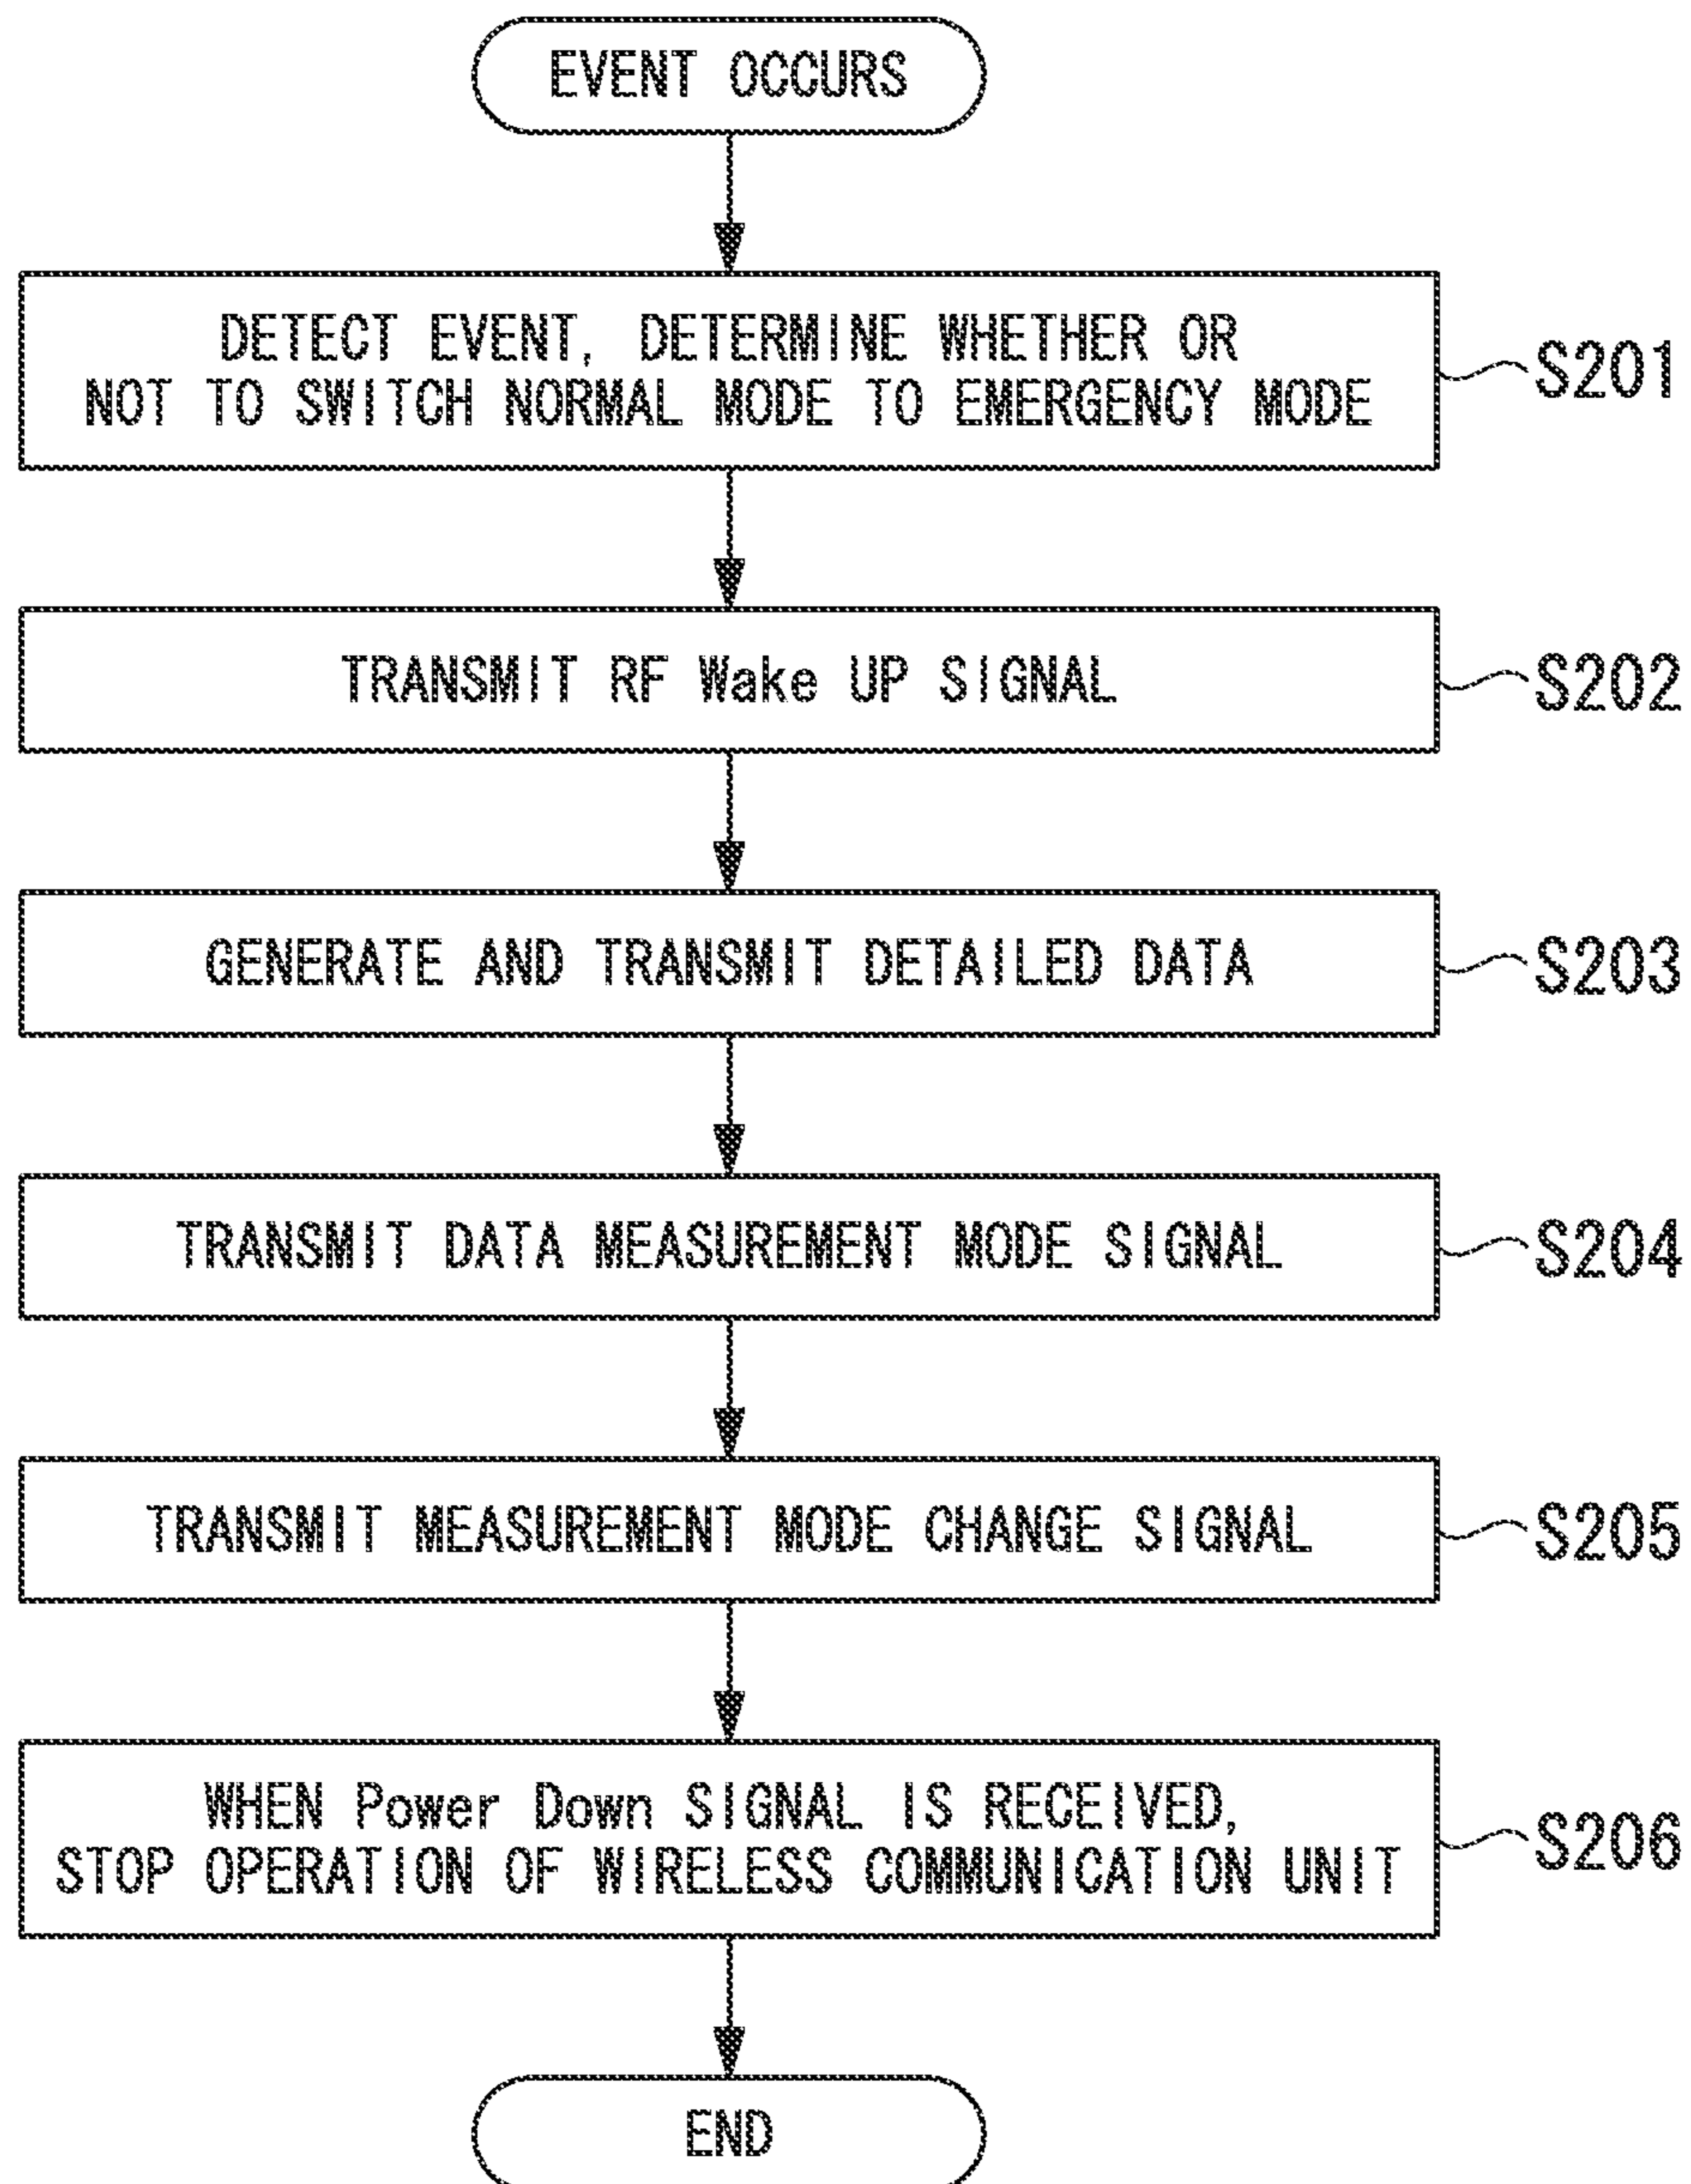 EVENT OCCURS
DETECT EVENT, DETERMINE WHETHER OR
NOT TO SWITCH NORMAL MODE TO EMERGENCY MODE
S201
TRANSMIT RF Wake UP SIGNAL
S202
GENERATE AND TRANSMIT DETAILED DATA
S203
TRANSMIT DATA MEASUREMENT MODE SIGNAL
S204
TRANSMIT MEASUREMENT MODE CHANGE SIGNAL
S205
WHEN Power Down SIGNAL IS RECEIVED,
STOP OPERATION OF WIRELESS COMMUNICATION UNIT
S206
END